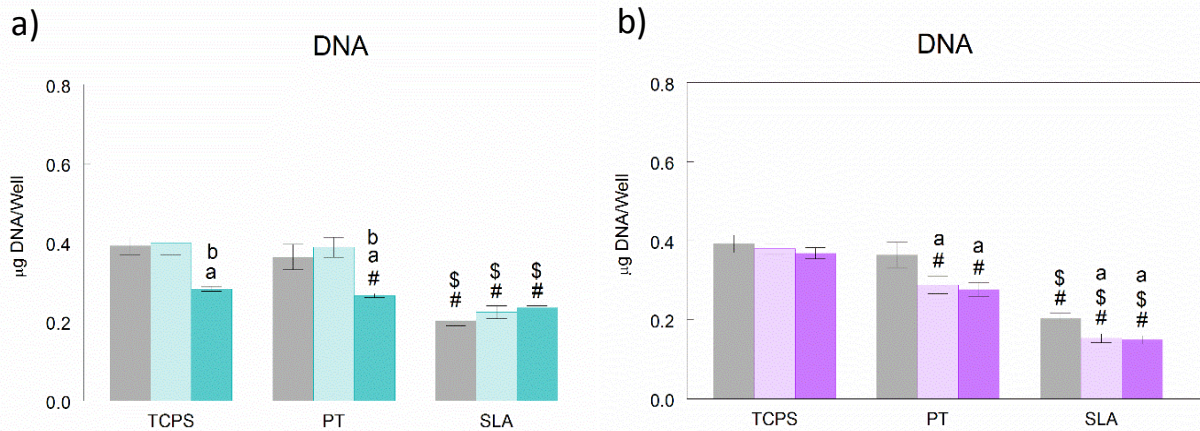 a)
DNA
μg DNA/Well
0.8
0.6
0.4
0.2
0.0
b
a
b
a
#
$
#
$
#
$
#
TCPS
PT
SLA
b)
DNA
μg DNA/Well
0.8
0.6
0.4
0.2
0.0
a
#
a
#
$
#
a
$
#
a
$
#
TCPS
PT
SLA